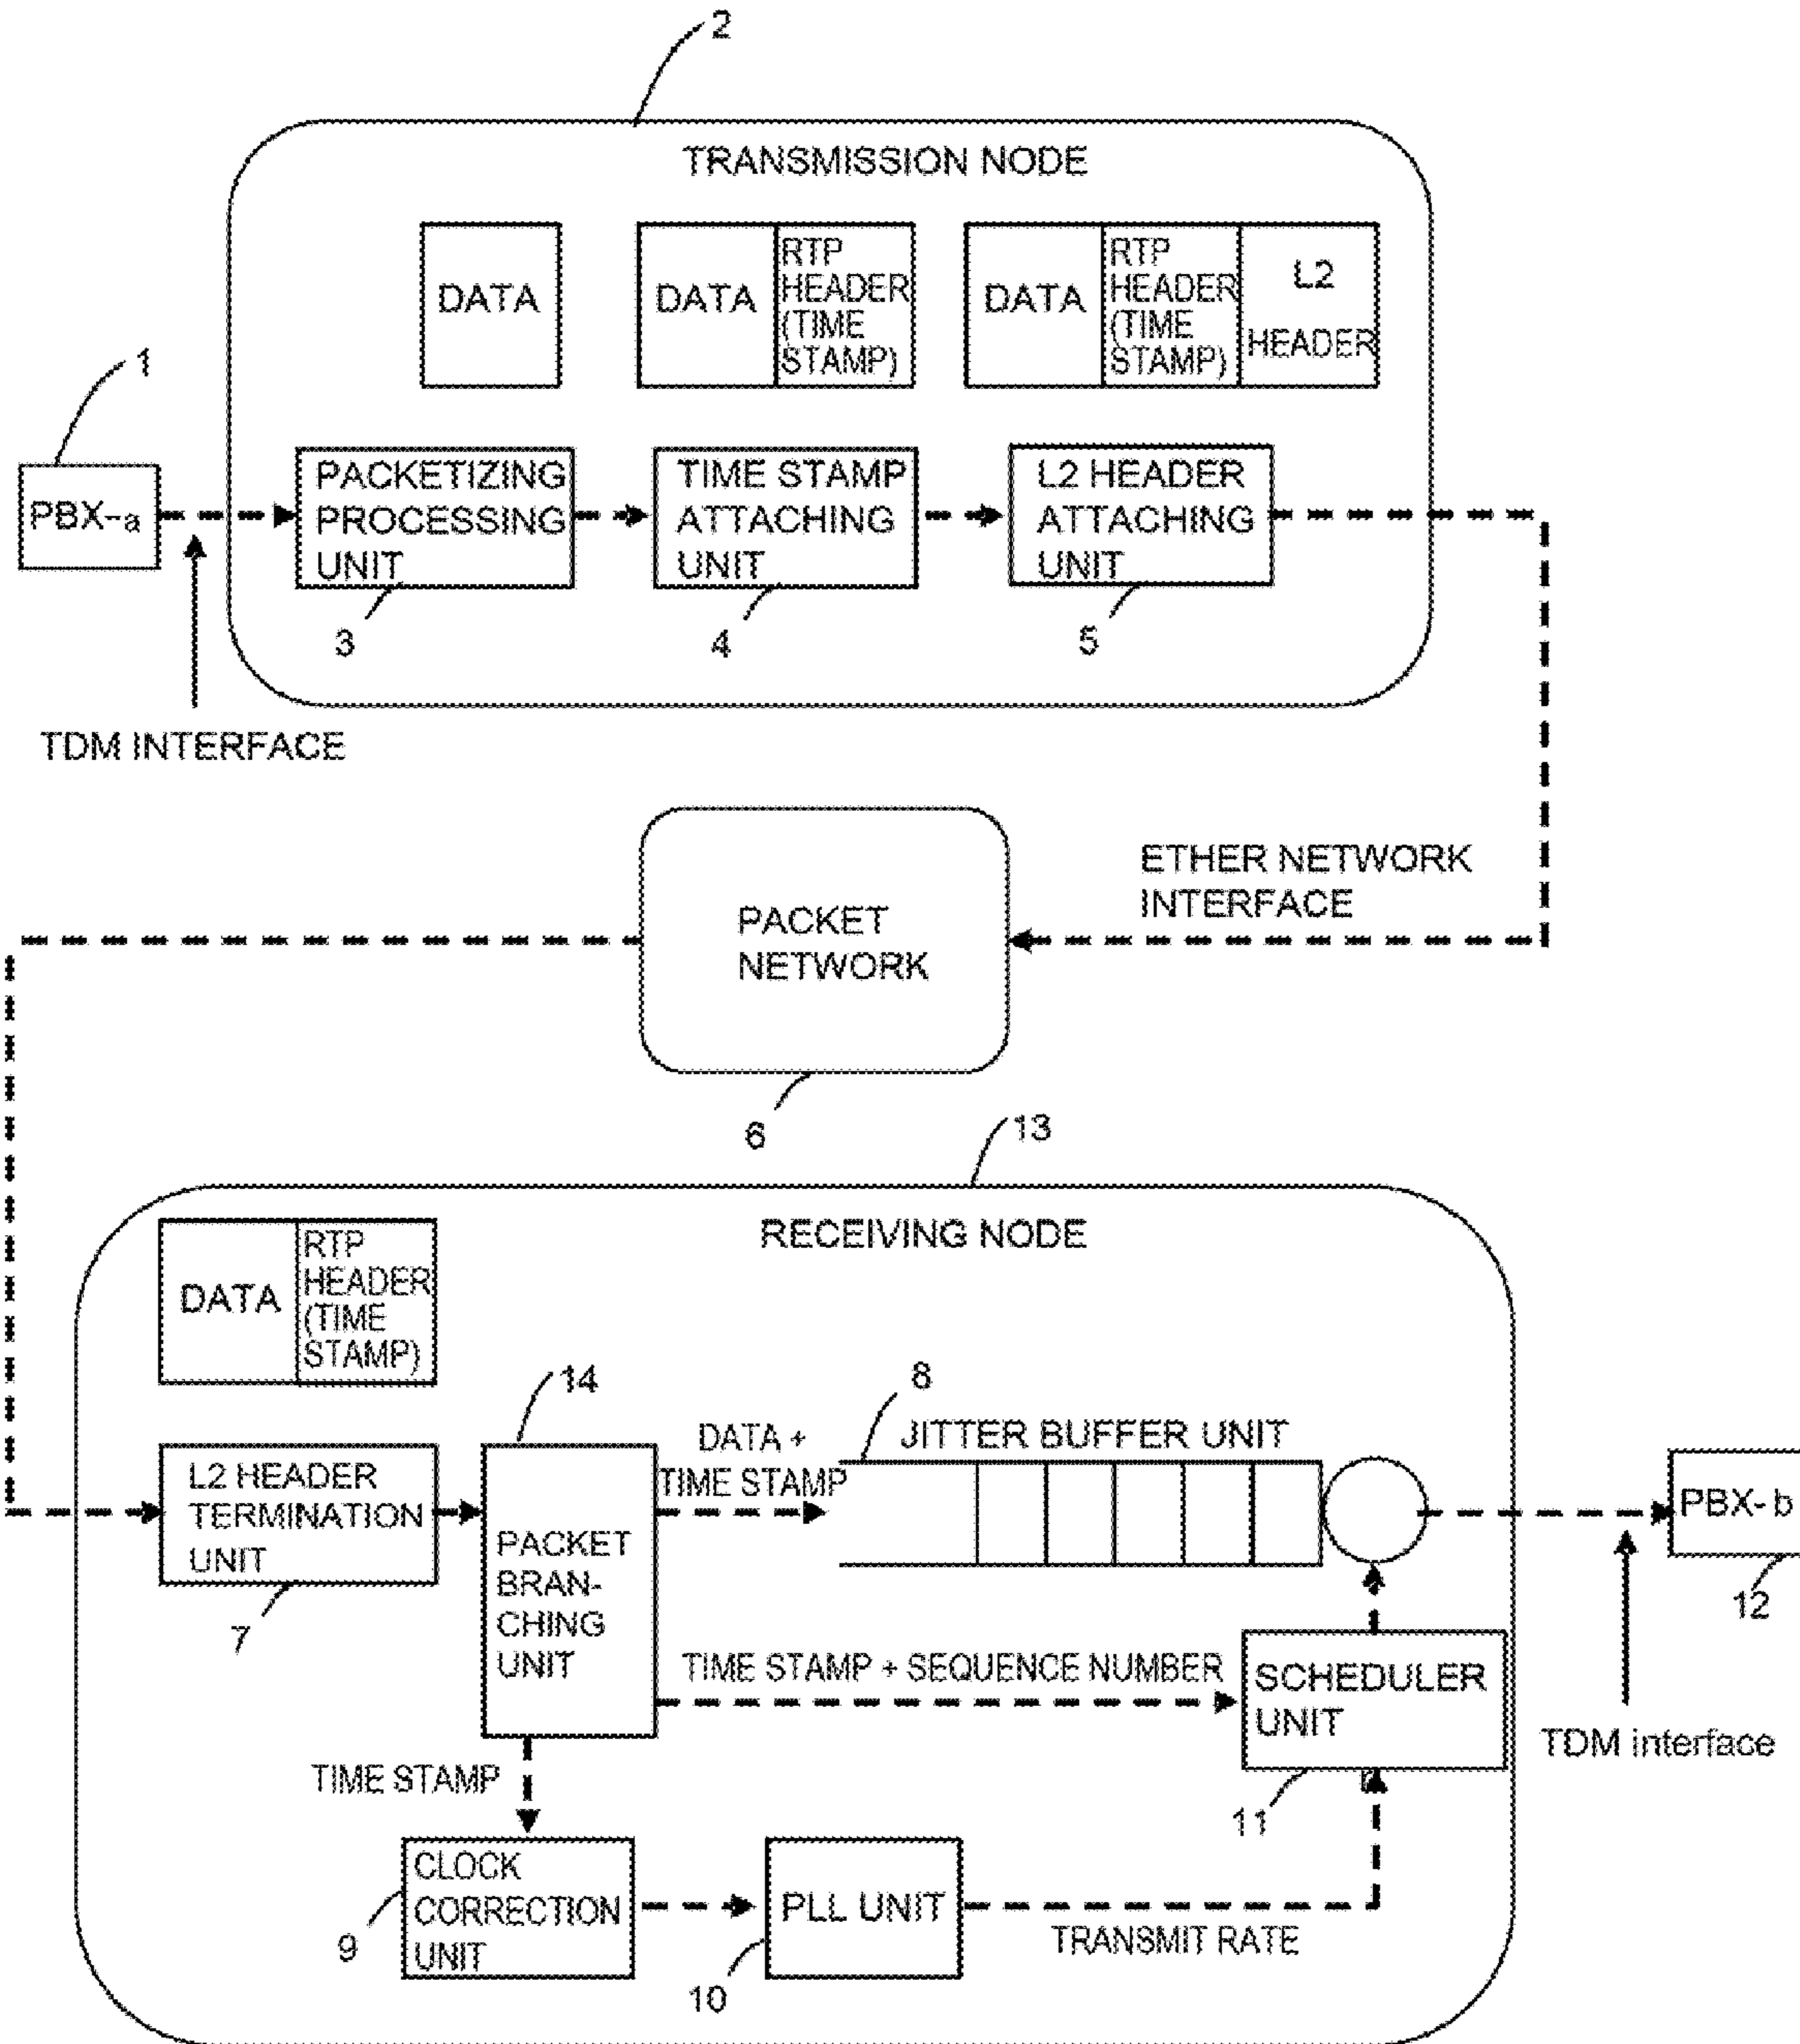 2
TRANSMISSION NODE
DATA
DATA
RTP
HEADER
(TIME
STAMP)
DATA
RTP
HEADER
(TIME
STAMP)
L2
HEADER
1
PBX-a
PACKETIZING
PROCESSING
UNIT
TIME STAMP
ATTACHING
UNIT
L2 HEADER
ATTACHING
UNIT
3
4
5
TDM INTERFACE
ETHER NETWORK
INTERFACE
PACKET
NETWORK
6
13
RECEIVING NODE
DATA
RTP
HEADER
(TIME
STAMP)
14
8
DATA +
TIME STAMP
JITTER BUFFER UNIT
L2 HEADER
TERMINATION
UNIT
7
PACKET
BRAN-
CHING
UNIT
PBX-b
12
TIME STAMP + SEQUENCE NUMBER
SCHEDULER
UNIT
11
TDM interface
TIME STAMP
CLOCK
CORRECTION
UNIT
9
PLL UNIT
10
TRANSMIT RATE